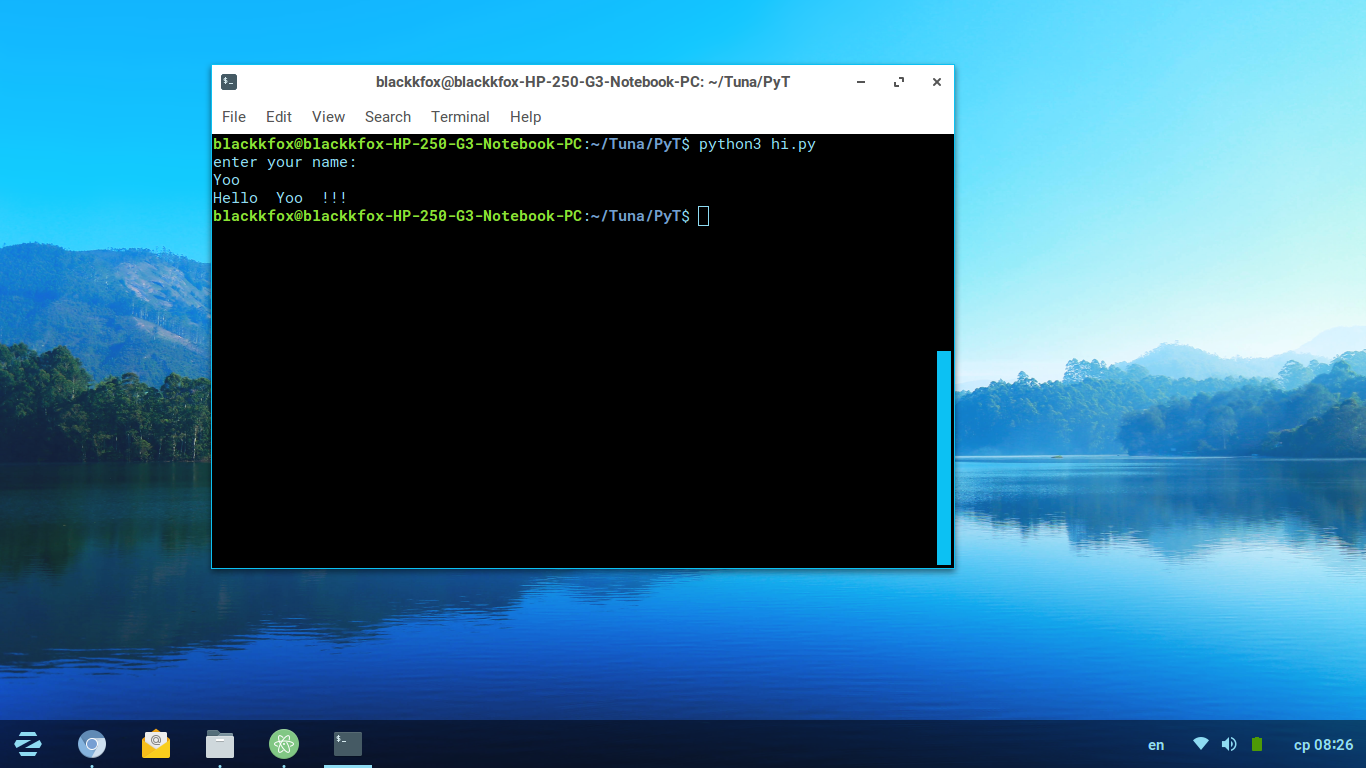 blackkfox@blackkfox-HP-250-G3-Notebook-PC: ~/Tuna/PyT
File Edit View Search Terminal Help
blackkfox@blackkfox-HP-250-G3-Notebook-PC:~/Tuna/PyT$ python3 hi.py
enter your name:
Yoo
Hello  Yoo  !!!
blackkfox@blackkfox-HP-250-G3-Notebook-PC:~/Tuna/PyT$
en ср 08:26